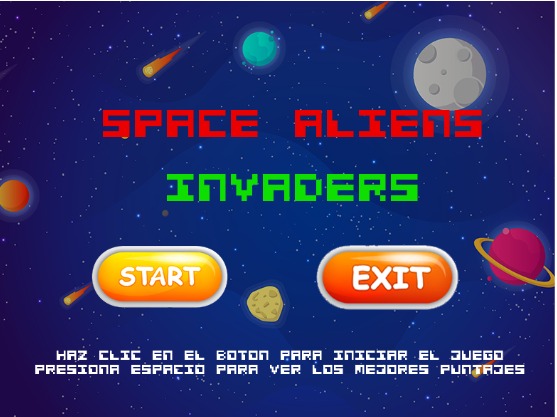 SPACE ALIENS
INVADERS
START
EXIT
HAZ CLIC EN EL BOTON PARA INICIAR EL JUEGO
PRESIONA ESPACIO PARA VER LOS MEJORES PUNTAJES